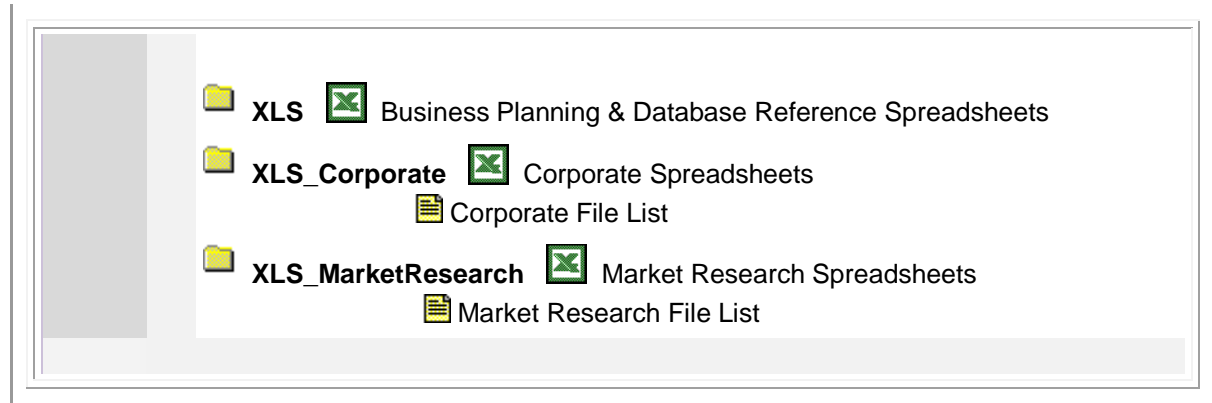 XLS Business Planning & Database Reference Spreadsheets
XLS_Corporate Corporate Spreadsheets
Corporate File List
XLS_MarketResearch Market Research Spreadsheets
Market Research File List